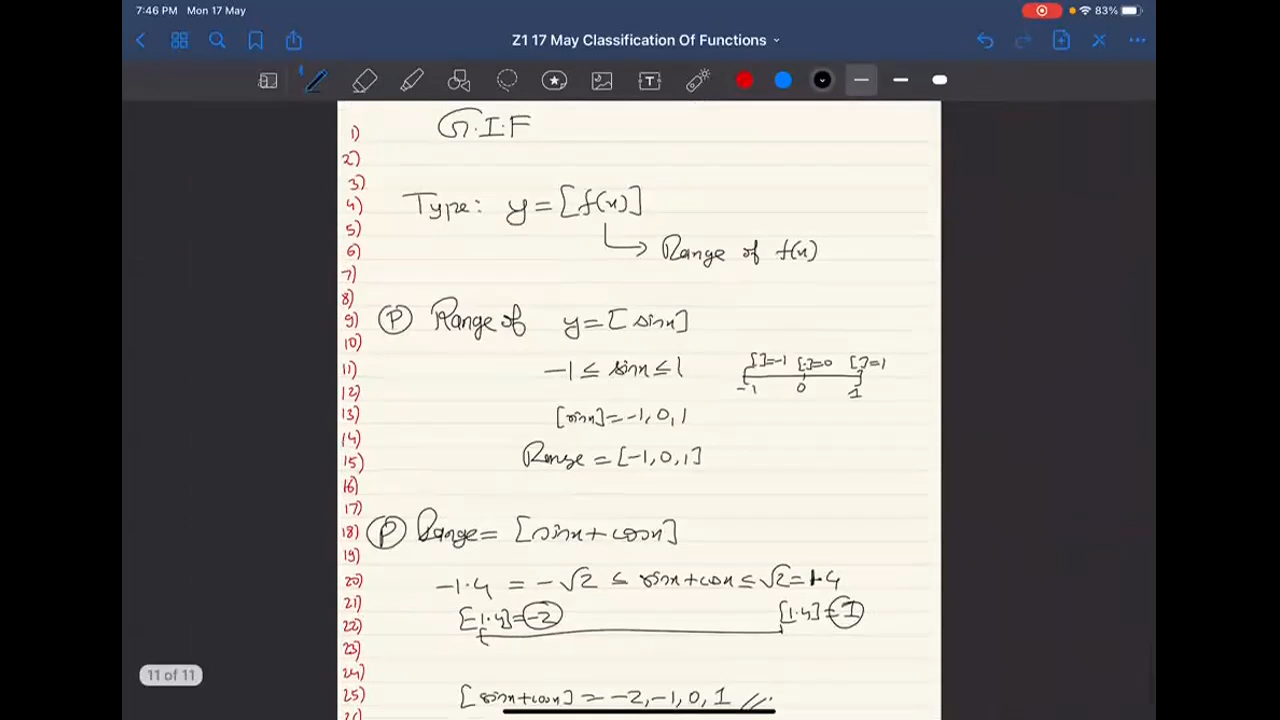 7:46 PM Mon 17 May
83%
Z1 17 May Classification Of Functions
1) G.I.F
2)
3)
4) Type: y = [f(x)]
5)
6) Range of f(x)
7)
8)
9) P Range of y = [sinx]
10)
11) -1 ≤ sinx ≤ 1 [·]=-1 [·]=0 [·]=1
12) -1 0 1
13) [sinx] = -1, 0, 1
14)
15) Range = [-1, 0, 1]
16)
17)
18) P Range = [sinx + cosx]
19)
20) -1.4 = -√2 ≤ sinx + cosx ≤ √2 = 1.4
21) [-1.4] = -2 [1.4] = 1
22)
23)
24)
25) [sinx + cosx] = -2, -1, 0, 1 //.
11 of 11